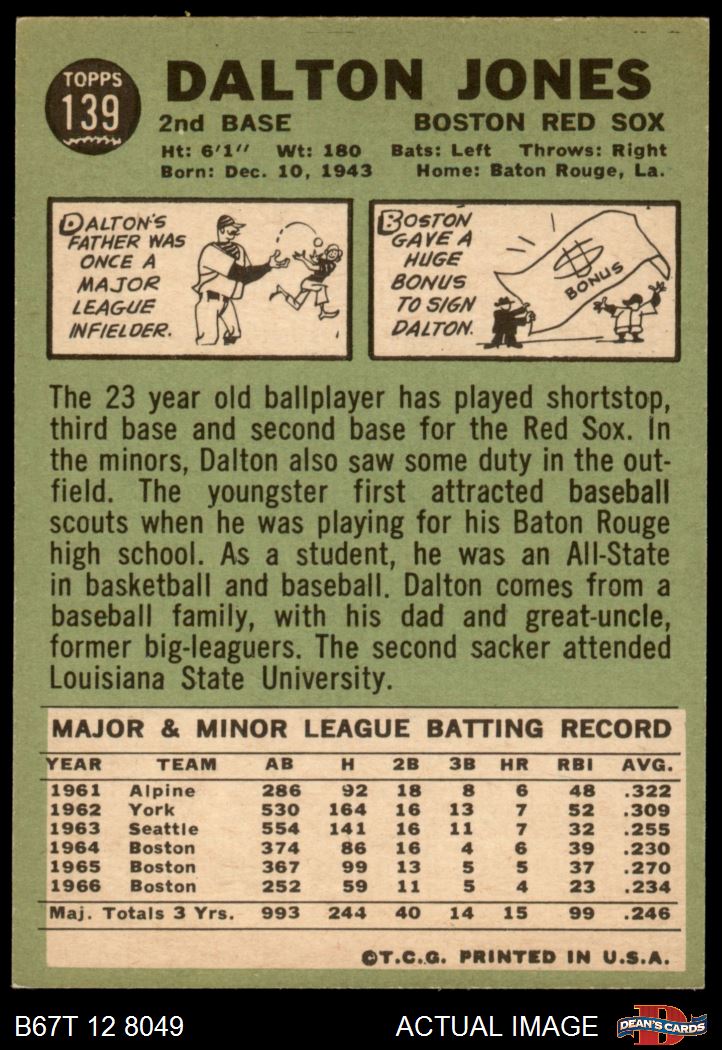 TOPPS
139
DALTON JONES
2nd BASE BOSTON RED SOX
Ht: 6'1" Wt: 180 Bats: Left Throws: Right
Born: Dec. 10, 1943 Home: Baton Rouge, La.
DALTON'S
FATHER WAS
ONCE A
MAJOR
LEAGUE
INFIELDER.
BOSTON
GAVE A
HUGE
BONUS
TO SIGN
DALTON.
BONUS
The 23 year old ballplayer has played shortstop,
third base and second base for the Red Sox. In
the minors, Dalton also saw some duty in the out-
field. The youngster first attracted baseball
scouts when he was playing for his Baton Rouge
high school. As a student, he was an All-State
in basketball and baseball. Dalton comes from a
baseball family, with his dad and great-uncle,
former big-leaguers. The second sacker attended
Louisiana State University.
MAJOR & MINOR LEAGUE BATTING RECORD
YEAR TEAM AB H 2B 3B HR RBI AVG.
1961 Alpine 286 92 18 8 6 48 .322
1962 York 530 164 16 13 7 52 .309
1963 Seattle 554 141 16 11 7 32 .255
1964 Boston 374 86 16 4 6 39 .230
1965 Boston 367 99 13 5 5 37 .270
1966 Boston 252 59 11 5 4 23 .234
Maj. Totals 3 Yrs. 993 244 40 14 15 99 .246
©T.C.G. PRINTED IN U.S.A.
B67T 12 8049 ACTUAL IMAGE
D
DEAN'S CARDS